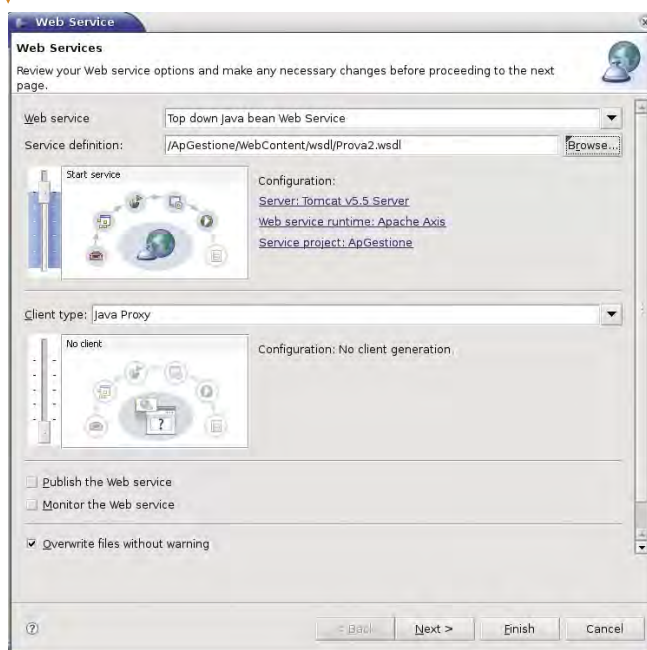 Web Service
Web Services
Review your Web service options and make any necessary changes before proceeding to the next
page.
Web service
Top down Java bean Web Service
Service definition:
/ApGestione/WebContent/wsdl/Prova2.wsdl
Browse...
Start service
Configuration:
Server: Tomcat v5.5 Server
Web service runtime: Apache Axis
Service project: ApGestione
Client type:
Java Proxy
No client
Configuration: No client generation
?
Publish the Web service
Monitor the Web service
Overwrite files without warning
?
< Back
Next >
Finish
Cancel